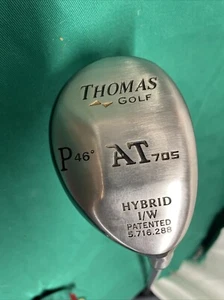 THOMAS
GOLF
P46° AT705
HYBRID
I/W
PATENTED
5,716,288